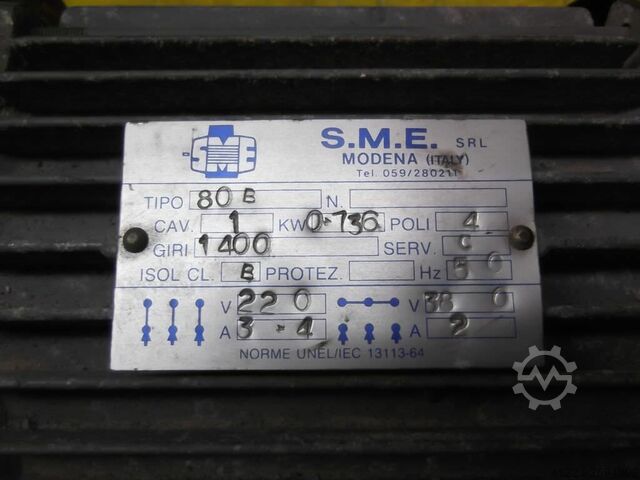 SME
S.M.E. SRL
MODENA (ITALY)
Tel. 059/280211
TIPO 80 B N.
CAV. 1 KW 0.736 POLI 4
GIRI 1400 SERV. C
ISOL CL. B PROTEZ. Hz 50
V 220 V 380
A 3-4 A 2
NORME UNEL/IEC 13113-64